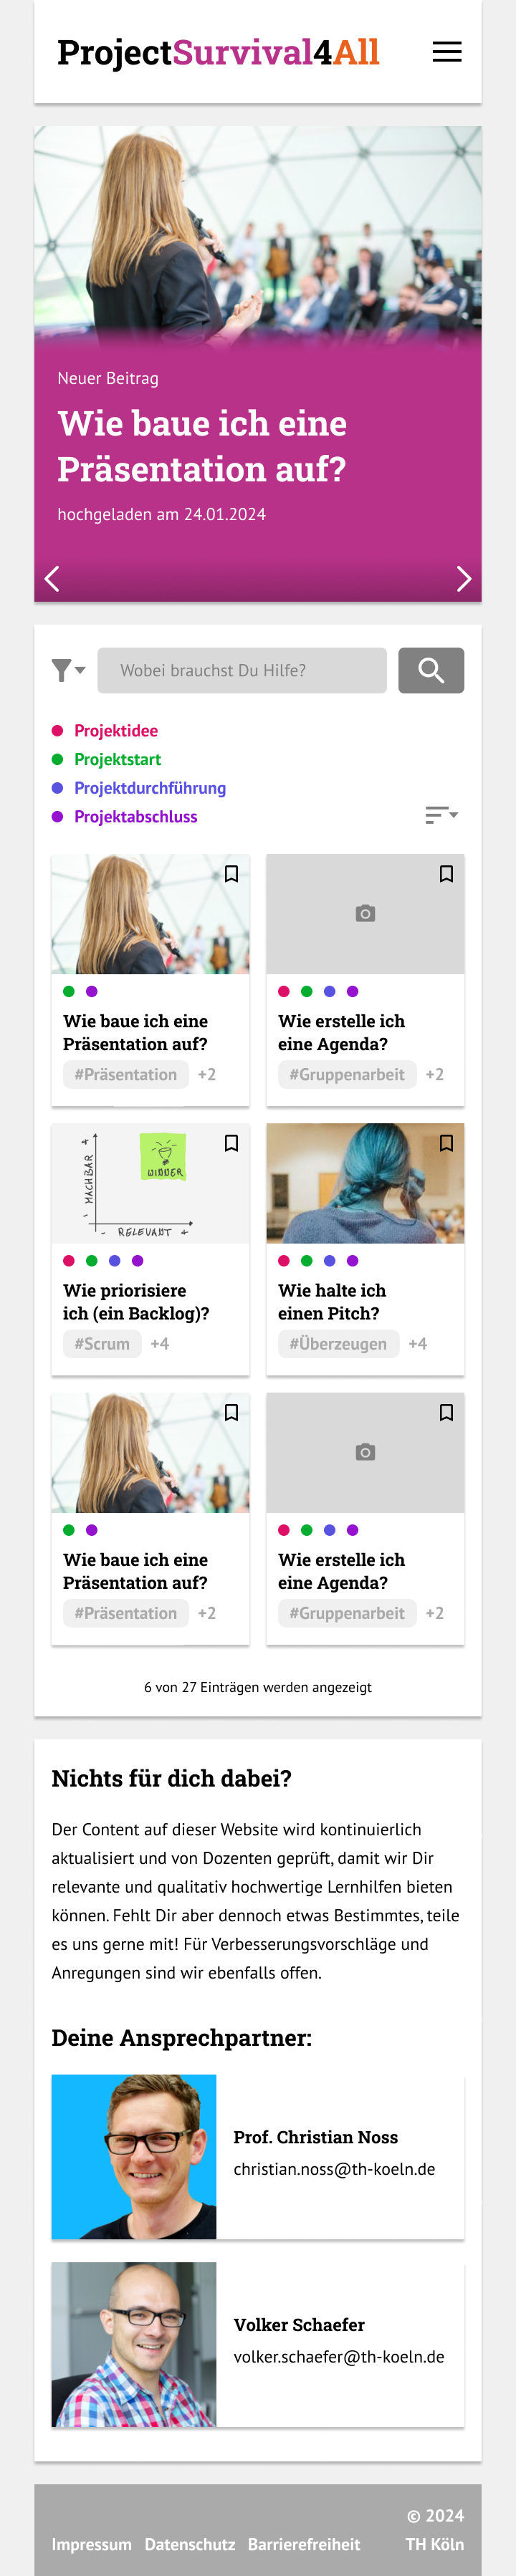 ProjectSurvival4All
Neuer Beitrag
Wie baue ich eine
Präsentation auf?
hochgeladen am 24.01.2024
Wobei brauchst Du Hilfe?
Projektidee
Projektstart
Projektdurchführung
Projektabschluss
Wie baue ich eine
Präsentation auf?
#Präsentation +2
Wie erstelle ich
eine Agenda?
#Gruppenarbeit +2
MACHBAR
WINNER
RELEVANT
Wie priorisiere
ich (ein Backlog)?
#Scrum +4
Wie halte ich
einen Pitch?
#Überzeugen +4
Wie baue ich eine
Präsentation auf?
#Präsentation +2
Wie erstelle ich
eine Agenda?
#Gruppenarbeit +2
6 von 27 Einträgen werden angezeigt
Nichts für dich dabei?
Der Content auf dieser Website wird kontinuierlich
aktualisiert und von Dozenten geprüft, damit wir Dir
relevante und qualitativ hochwertige Lernhilfen bieten
können. Fehlt Dir aber dennoch etwas Bestimmtes, teile
es uns gerne mit! Für Verbesserungsvorschläge und
Anregungen sind wir ebenfalls offen.
Deine Ansprechpartner:
Prof. Christian Noss
christian.noss@th-koeln.de
Volker Schaefer
volker.schaefer@th-koeln.de
© 2024
Impressum Datenschutz Barrierefreiheit TH Köln